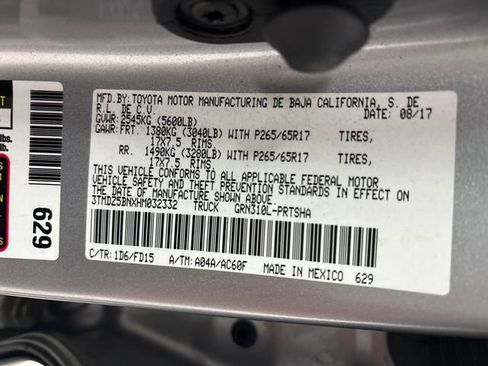 MFD.BY:TOYOTA MOTOR MANUFACTURING DE BAJA CALIFORNIA, S. DE
R.L. DE C.V. DATE: 08/17
GVWR: 2545KG (5600LB)
GAWR:FRT. 1380KG (3040LB) WITH P265/65R17 TIRES,
17X7.5 RIMS,
RR. 1490KG (3280LB) WITH P265/65R17 TIRES,
17X7.5 RIMS,
THIS VEHICLE CONFORMS TO ALL APPLICABLE FEDERAL MOTOR
VEHICLE SAFETY AND THEFT PREVENTION STANDARDS IN EFFECT ON
THE DATE OF MANUFACTURE SHOWN ABOVE.
3TMDZ5BNXHM032332 TRUCK GRN310L-PRTSHA
C/TR: 1D6/FD15 A/TM: A04A/AC60F MADE IN MEXICO 629
629
lbs.